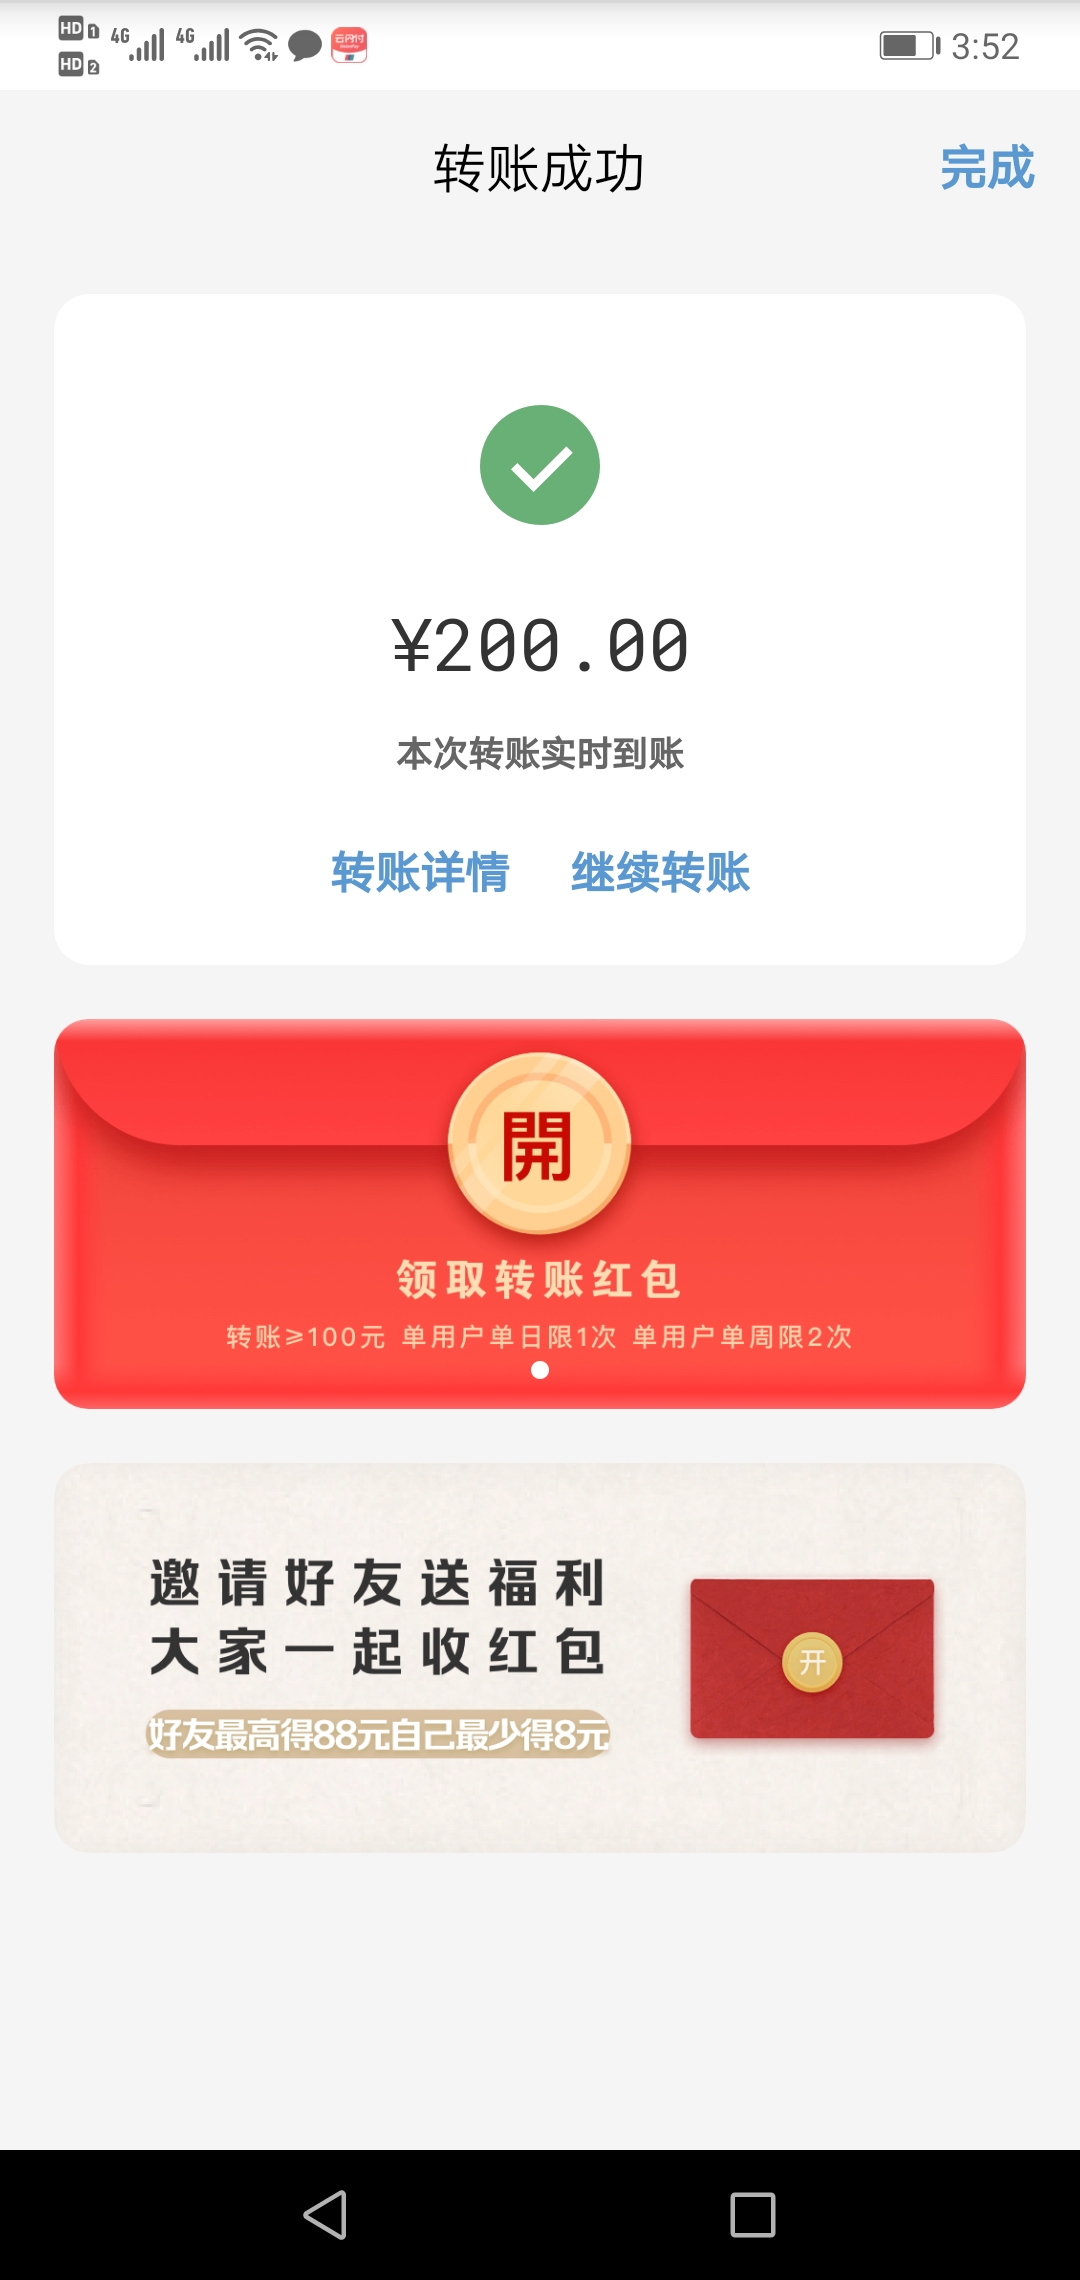 HD 1 4G 4G 云闪付 3:52
HD 2
转账成功 完成
¥200.00
本次转账实时到账
转账详情 继续转账
開
领取转账红包
转账≥100元 单用户单日限1次 单用户单周限2次
邀请好友送福利
大家一起收红包
开
好友最高得88元自己最少得8元